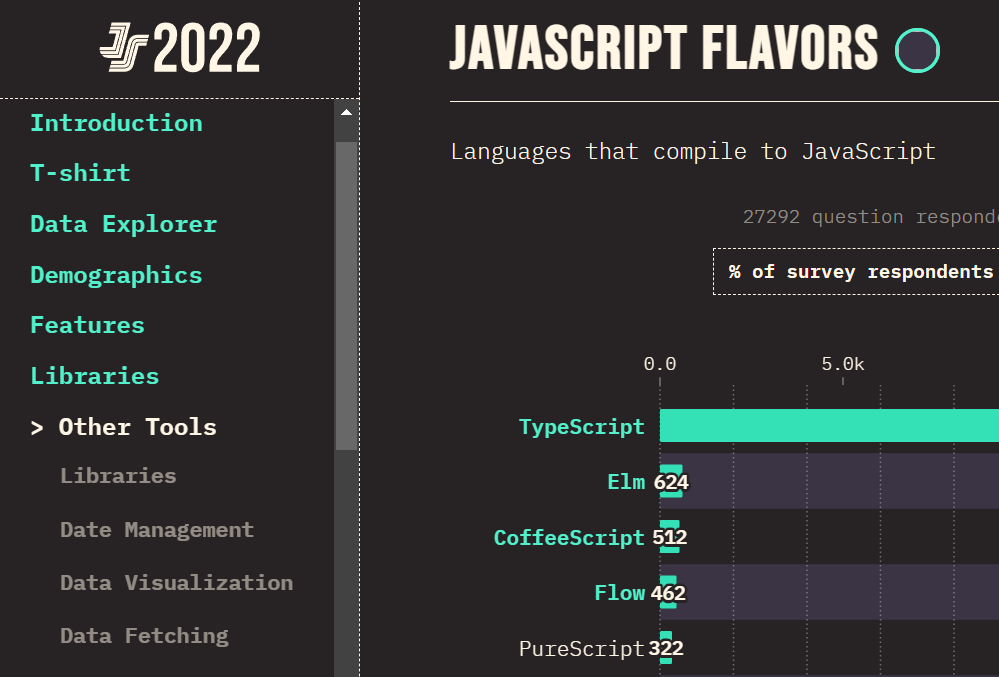 JS 2022
Introduction
T-shirt
Data Explorer
Demographics
Features
Libraries
> Other Tools
Libraries
Date Management
Data Visualization
Data Fetching
JAVASCRIPT FLAVORS
Languages that compile to JavaScript
27292 question responde
% of survey respondents
0.0 5.0k
TypeScript
Elm 624
CoffeeScript 512
Flow 462
PureScript 322